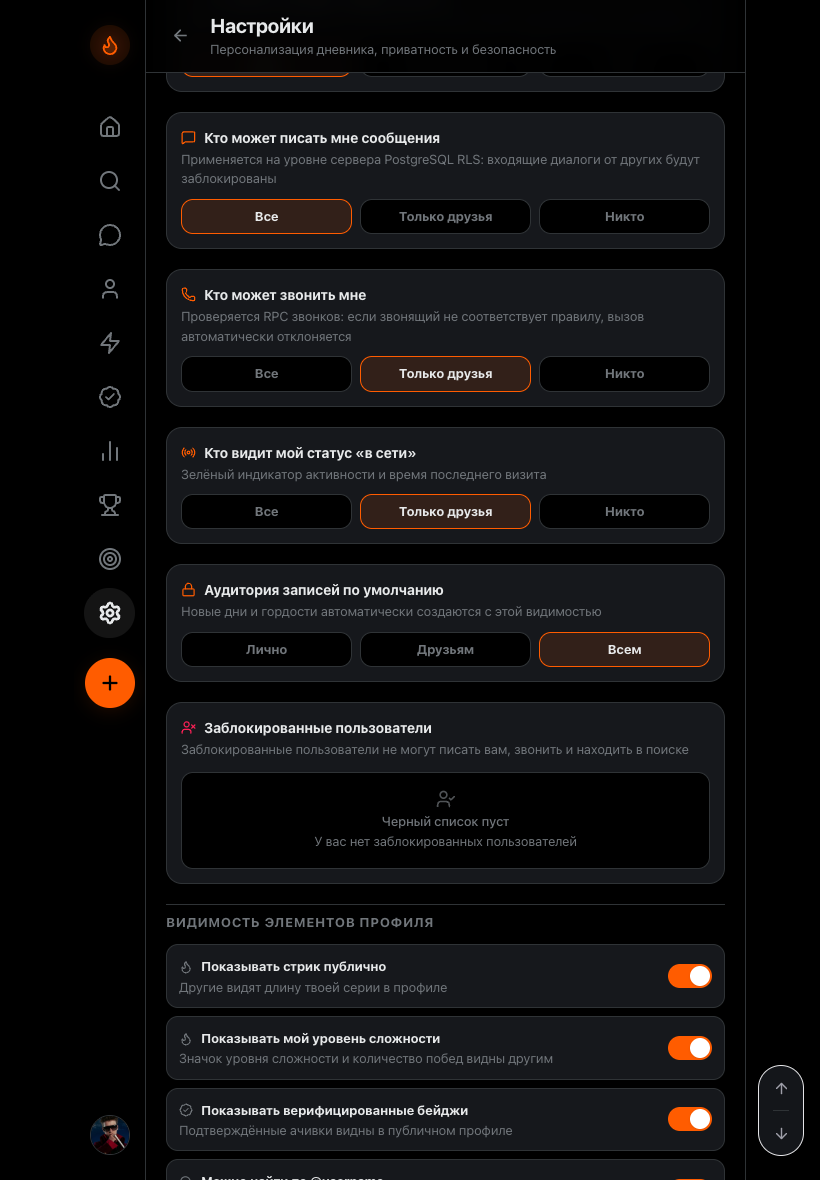 Настройки
Персонализация дневника, приватность и безопасность
Кто может писать мне сообщения
Применяется на уровне сервера PostgreSQL RLS: входящие диалоги от других будут
заблокированы
Все
Только друзья
Никто
Кто может звонить мне
Проверяется RPC звонков: если звонящий не соответствует правилу, вызов
автоматически отклоняется
Все
Только друзья
Никто
Кто видит мой статус «в сети»
Зелёный индикатор активности и время последнего визита
Все
Только друзья
Никто
Аудитория записей по умолчанию
Новые дни и гордости автоматически создаются с этой видимостью
Лично
Друзьям
Всем
Заблокированные пользователи
Заблокированные пользователи не могут писать вам, звонить и находить в поиске
Черный список пуст
У вас нет заблокированных пользователей
ВИДИМОСТЬ ЭЛЕМЕНТОВ ПРОФИЛЯ
Показывать стрик публично
Другие видят длину твоей серии в профиле
Показывать мой уровень сложности
Значок уровня сложности и количество побед видны другим
Показывать верифицированные бейджи
Подтверждённые ачивки видны в публичном профиле